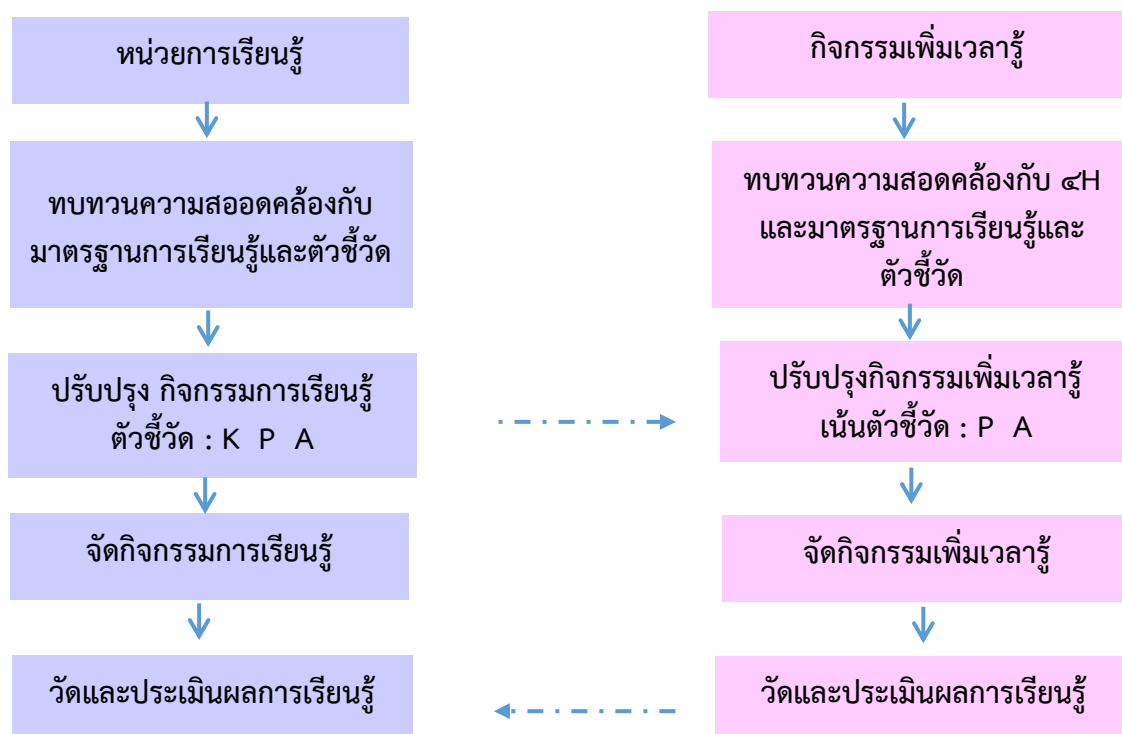 หน่วยการเรียนรู้
ทบทวนความสออดคล้องกับ
มาตรฐานการเรียนรู้และตัวชี้วัด
ปรับปรุง กิจกรรมการเรียนรู้
ตัวชี้วัด : K P A
จัดกิจกรรมการเรียนรู้
วัดและประเมินผลการเรียนรู้
กิจกรรมเพิ่มเวลารู้
ทบทวนความสอดคล้องกับ ๔H
และมาตรฐานการเรียนรู้และ
ตัวชี้วัด
ปรับปรุงกิจกรรมเพิ่มเวลารู้
เน้นตัวชี้วัด : P A
จัดกิจกรรมเพิ่มเวลารู้
วัดและประเมินผลการเรียนรู้